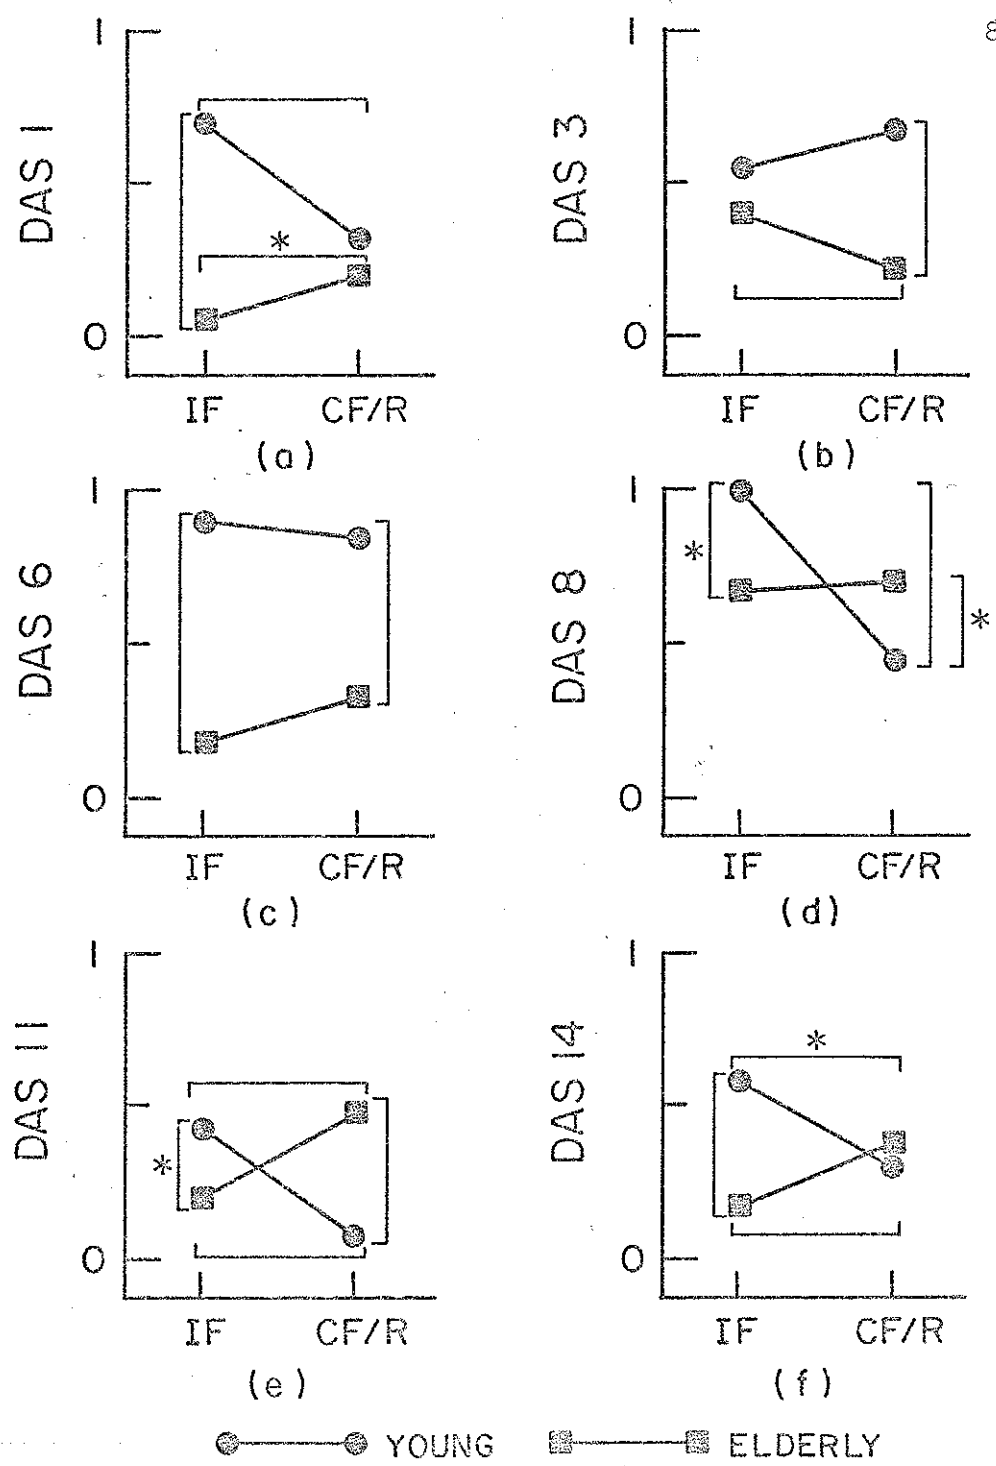 8
1 1
DAS 1 DAS 3
*
0 0
IF CF/R IF CF/R
(a) (b)
1 1
DAS 6 DAS 8
* *
0 0
IF CF/R IF CF/R
(c) (d)
1 1
DAS 11 DAS 14
* *
0 0
IF CF/R IF CF/R
(e) (f)
YOUNG ELDERLY